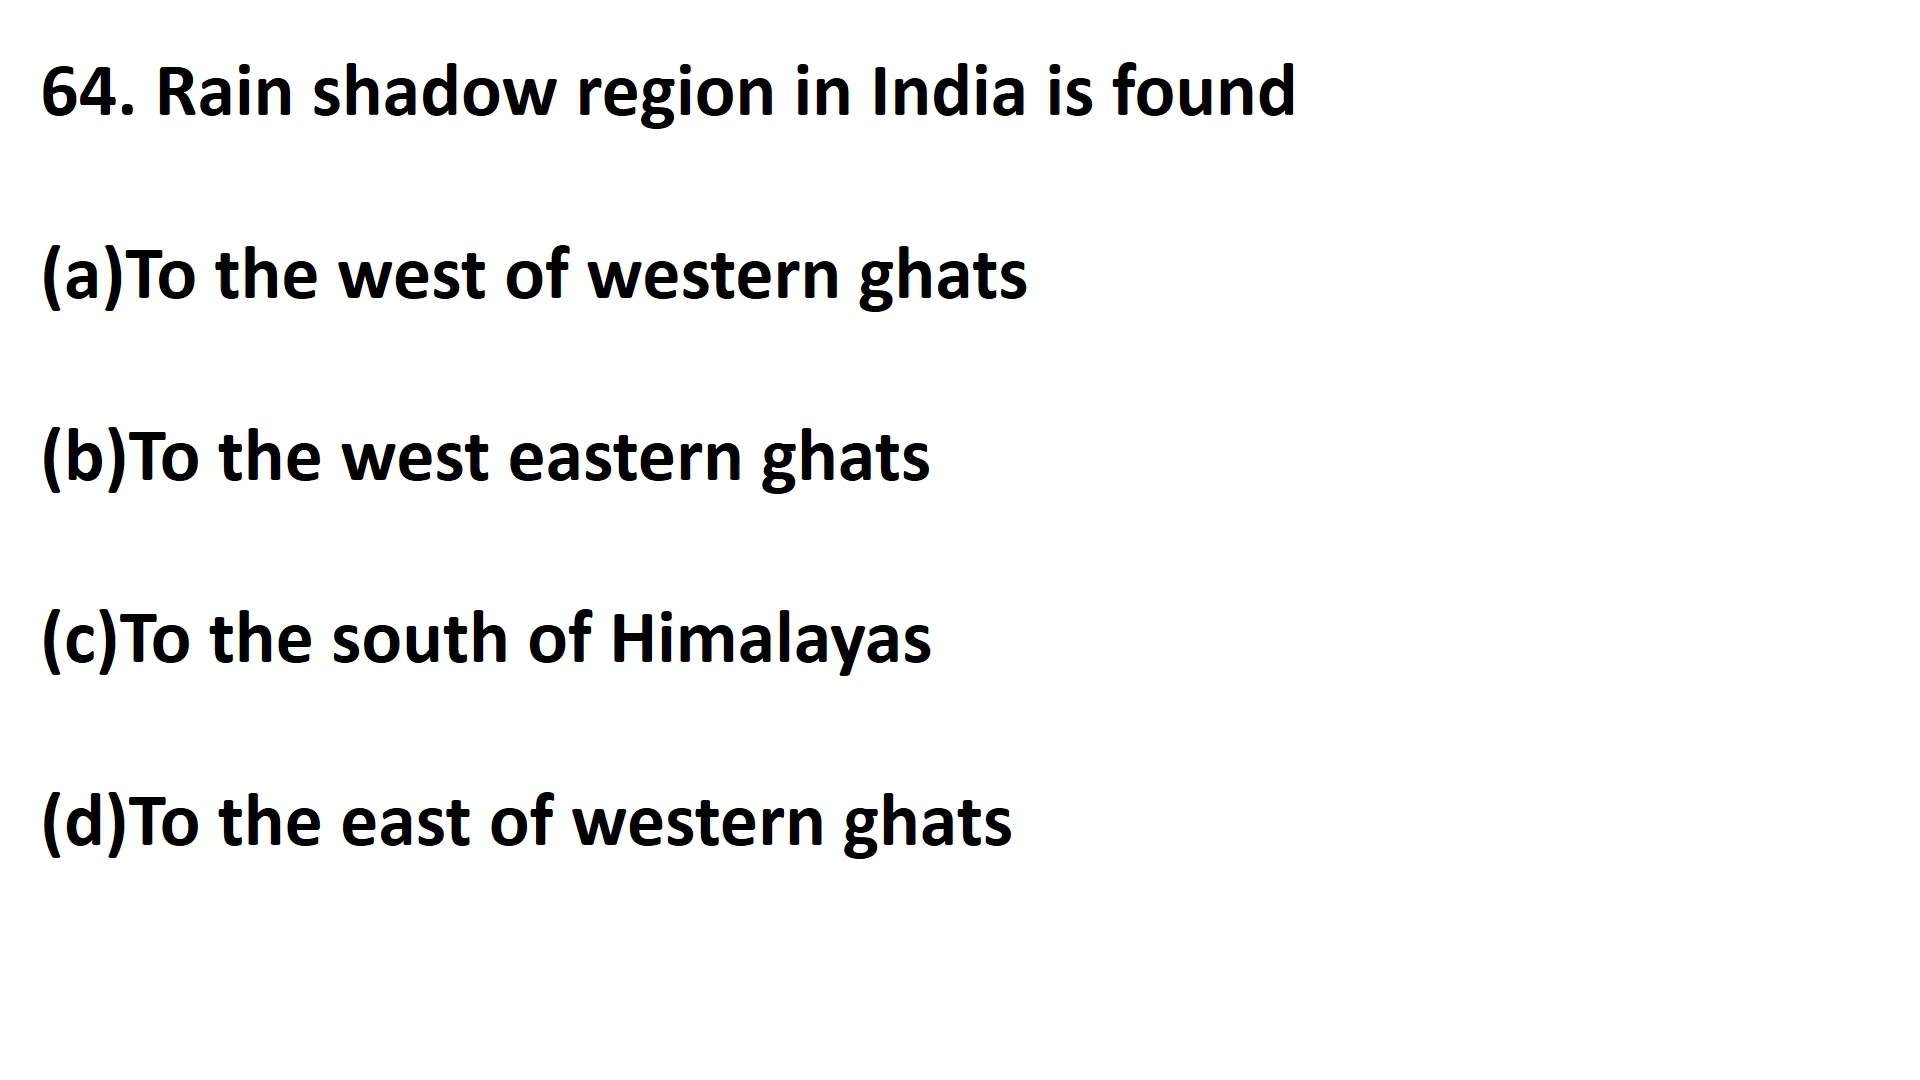 64. Rain shadow region in India is found
(a)To the west of western ghats
(b)To the west eastern ghats
(c)To the south of Himalayas
(d)To the east of western ghats